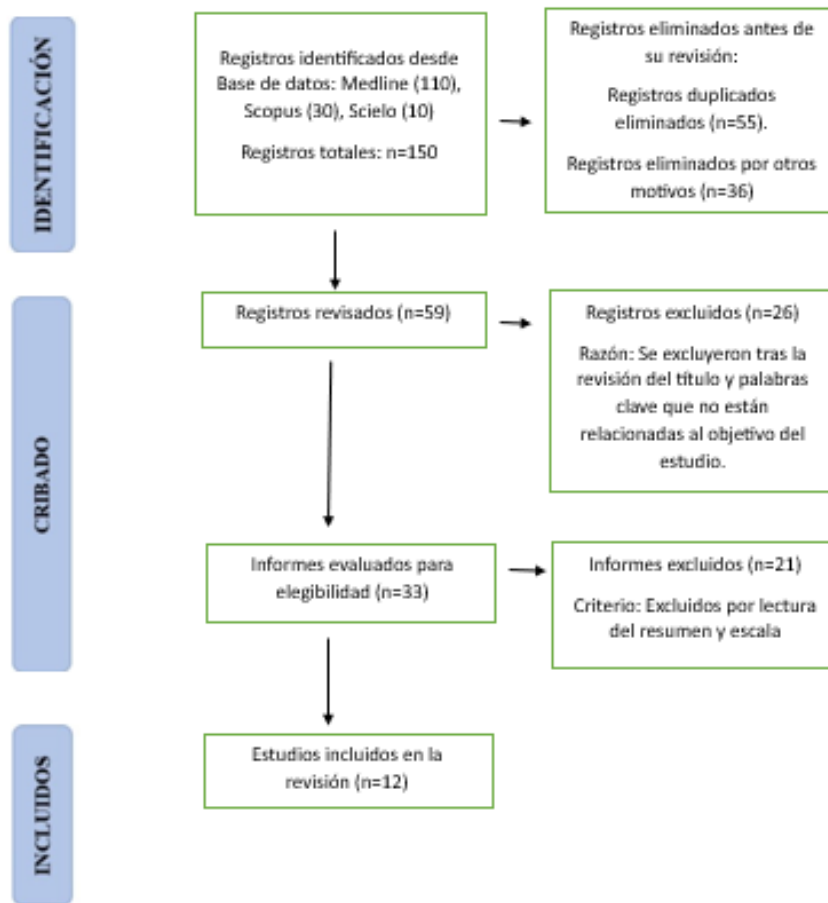 IDENTIFICACIÓN
Registros identificados desde
Base de datos: Medline (110),
Scopus (30), Scielo (10)
Registros totales: n=150
Registros eliminados antes de
su revisión:
Registros duplicados
eliminados (n=55).
Registros eliminados por otros
motivos (n=36)
CRIBADO
Registros revisados (n=59)
Registros excluidos (n=26)
Razón: Se excluyeron tras la
revisión del título y palabras
clave que no están
relacionadas al objetivo del
estudio.
Informes evaluados para
elegibilidad (n=33)
Informes excluidos (n=21)
Criterio: Excluidos por lectura
del resumen y escala
INCLUIDOS
Estudios incluidos en la
revisión (n=12)